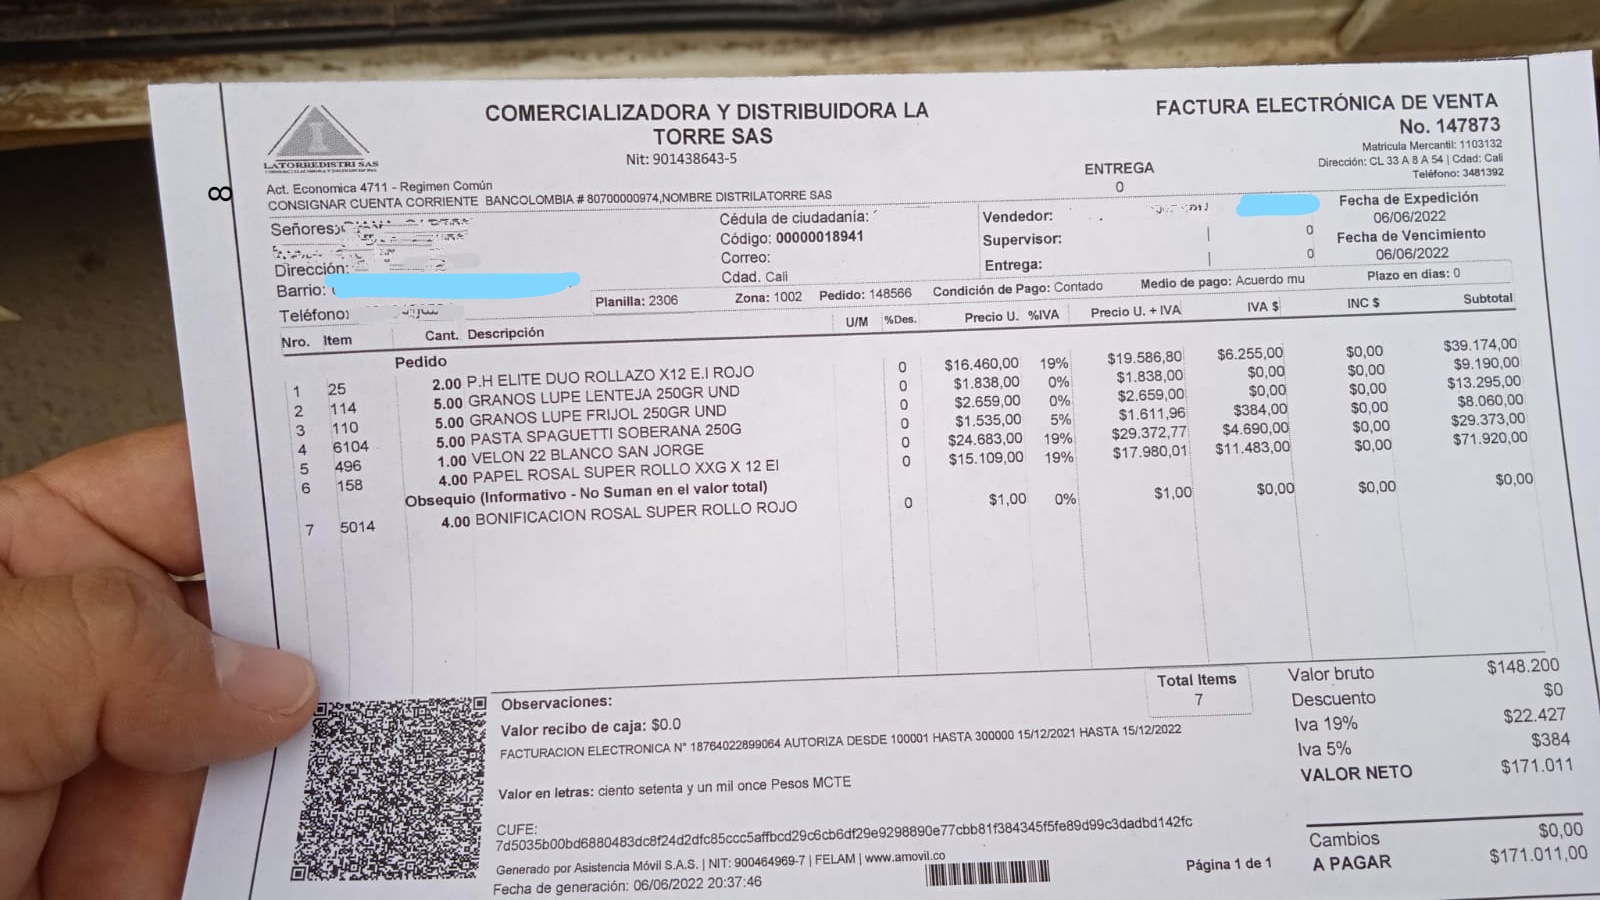 COMERCIALIZADORA Y DISTRIBUIDORA LA
TORRE SAS
Nit: 901438643-5
FACTURA ELECTRÓNICA DE VENTA
No. 147873
Matricula Mercantil: 1103132
Dirección: CL 33 A 8 A 54 | Cdad: Cali
Teléfono: 3481392
LATORREDISTRI SAS
ENTREGA
0
8
Act. Economica 4711 - Regimen Común
CONSIGNAR CUENTA CORRIENTE BANCOLOMBIA # 80700000974,NOMBRE DISTRILATORRE SAS
Señores:
Dirección:
Barrio:
Teléfono:
Cédula de ciudadania:
Código: 00000018941
Correo:
Cdad. Cali
Vendedor:
Supervisor: | 0
Entrega: | 0
Fecha de Expedición
06/06/2022
Fecha de Vencimiento
06/06/2022
Planilla: 2306 Zona: 1002 Pedido: 148566 Condición de Pago: Contado Medio de pago: Acuerdo mu Plazo en dias: 0
Nro. Item Cant. Descripción U/M %Des. Precio U. %IVA Precio U. + IVA IVA $ INC $ Subtotal
Pedido
1 25 2.00 P.H ELITE DUO ROLLAZO X12 E.I ROJO 0 $16.460,00 19% $19.586,80 $6.255,00 $0,00 $39.174,00
2 114 5.00 GRANOS LUPE LENTEJA 250GR UND 0 $1.838,00 0% $1.838,00 $0,00 $0,00 $9.190,00
3 110 5.00 GRANOS LUPE FRIJOL 250GR UND 0 $2.659,00 0% $2.659,00 $0,00 $0,00 $13.295,00
4 6104 5.00 PASTA SPAGUETTI SOBERANA 250G 0 $1.535,00 5% $1.611,96 $384,00 $0,00 $8.060,00
5 496 1.00 VELON 22 BLANCO SAN JORGE 0 $24.683,00 19% $29.372,77 $4.690,00 $0,00 $29.373,00
6 158 4.00 PAPEL ROSAL SUPER ROLLO XXG X 12 EI 0 $15.109,00 19% $17.980,01 $11.483,00 $0,00 $71.920,00
Obsequio (Informativo - No Suman en el valor total)
7 5014 4.00 BONIFICACION ROSAL SUPER ROLLO ROJO 0 $1,00 0% $1,00 $0,00 $0,00 $0,00
Observaciones:
Valor recibo de caja: $0.0
Total Items
7
FACTURACION ELECTRONICA N° 18764022899064 AUTORIZA DESDE 100001 HASTA 300000 15/12/2021 HASTA 15/12/2022
Valor en letras: ciento setenta y un mil once Pesos MCTE
Valor bruto $148.200
Descuento $0
Iva 19% $22.427
Iva 5% $384
VALOR NETO $171.011
CUFE:
7d5035b00bd6880483dc8f24d2dfc85ccc5affbcd29c6cb6df29e9298890e77cbb81f384345f5fe89d99c3dadbd142fc
Generado por Asistencia Móvil S.A.S. | NIT: 900464969-7 | FELAM | www.amovil.co
Fecha de generación: 06/06/2022 20:37:46
Página 1 de 1
Cambios $0,00
A PAGAR $171.011,00